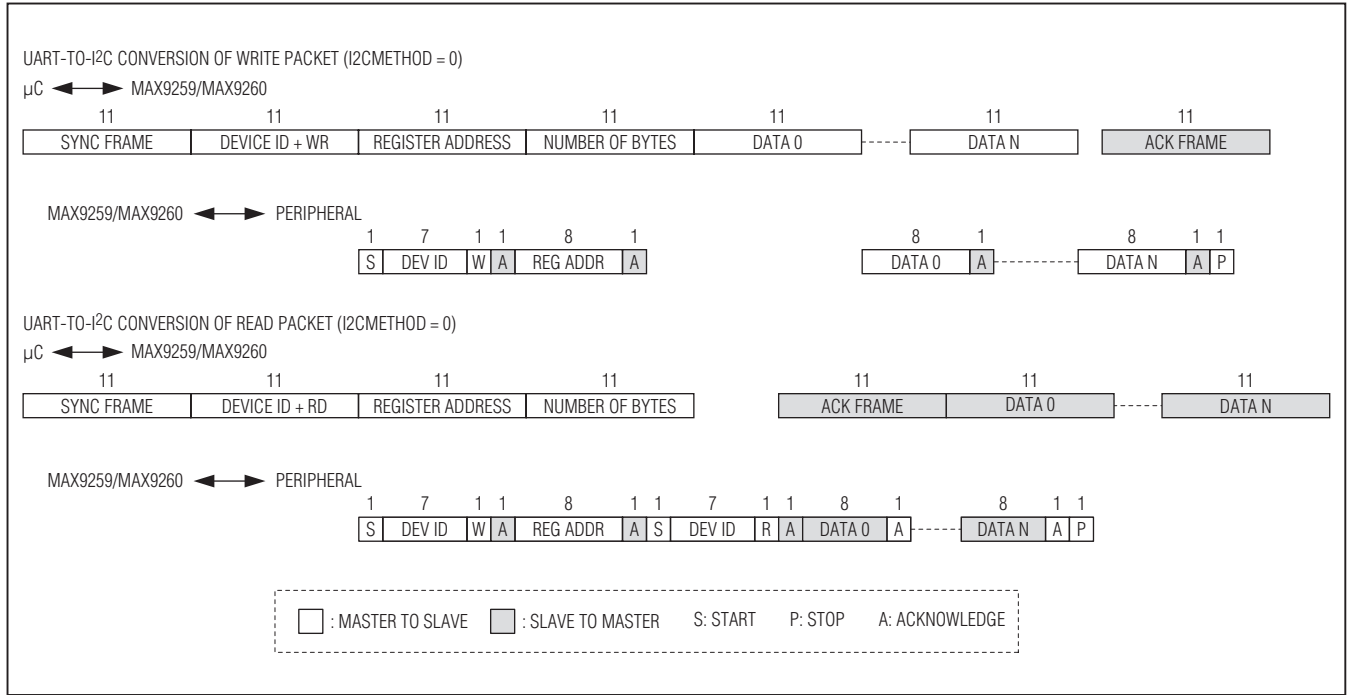 UART-TO-I2C CONVERSION OF WRITE PACKET (I2CMETHOD = 0)
µC MAX9259/MAX9260
11 11 11 11 11 11 11
SYNC FRAME DEVICE ID + WR REGISTER ADDRESS NUMBER OF BYTES DATA 0 DATA N ACK FRAME
MAX9259/MAX9260 PERIPHERAL
1 7 1 1 8 1 8 1 8 1 1
S DEV ID W A REG ADDR A DATA 0 A DATA N A P
UART-TO-I2C CONVERSION OF READ PACKET (I2CMETHOD = 0)
µC MAX9259/MAX9260
11 11 11 11 11 11 11
SYNC FRAME DEVICE ID + RD REGISTER ADDRESS NUMBER OF BYTES ACK FRAME DATA 0 DATA N
MAX9259/MAX9260 PERIPHERAL
1 7 1 1 8 1 1 7 1 1 8 1 8 1 1
S DEV ID W A REG ADDR A S DEV ID R A DATA 0 A DATA N A P
: MASTER TO SLAVE : SLAVE TO MASTER S: START P: STOP A: ACKNOWLEDGE